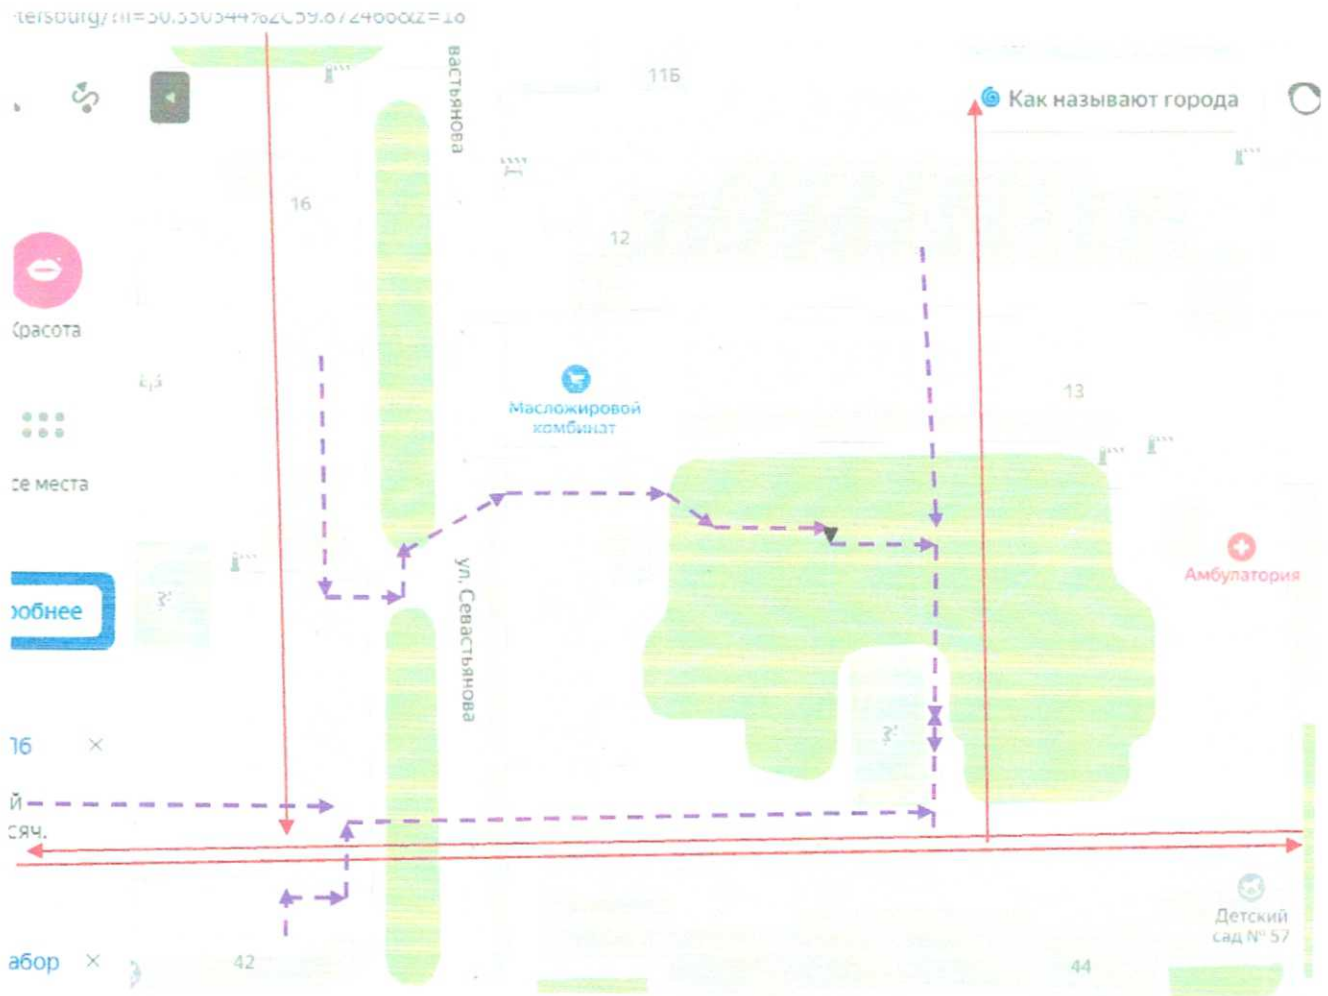 вастьянова
11Б
Как называют города
16
12
Красота
Масложировой
комбинат
13
се места
Амбулатория
робнее
ул. Севастьянова
Пб
×
й
сяч.
Детский
сад № 57
абор
×
42
44